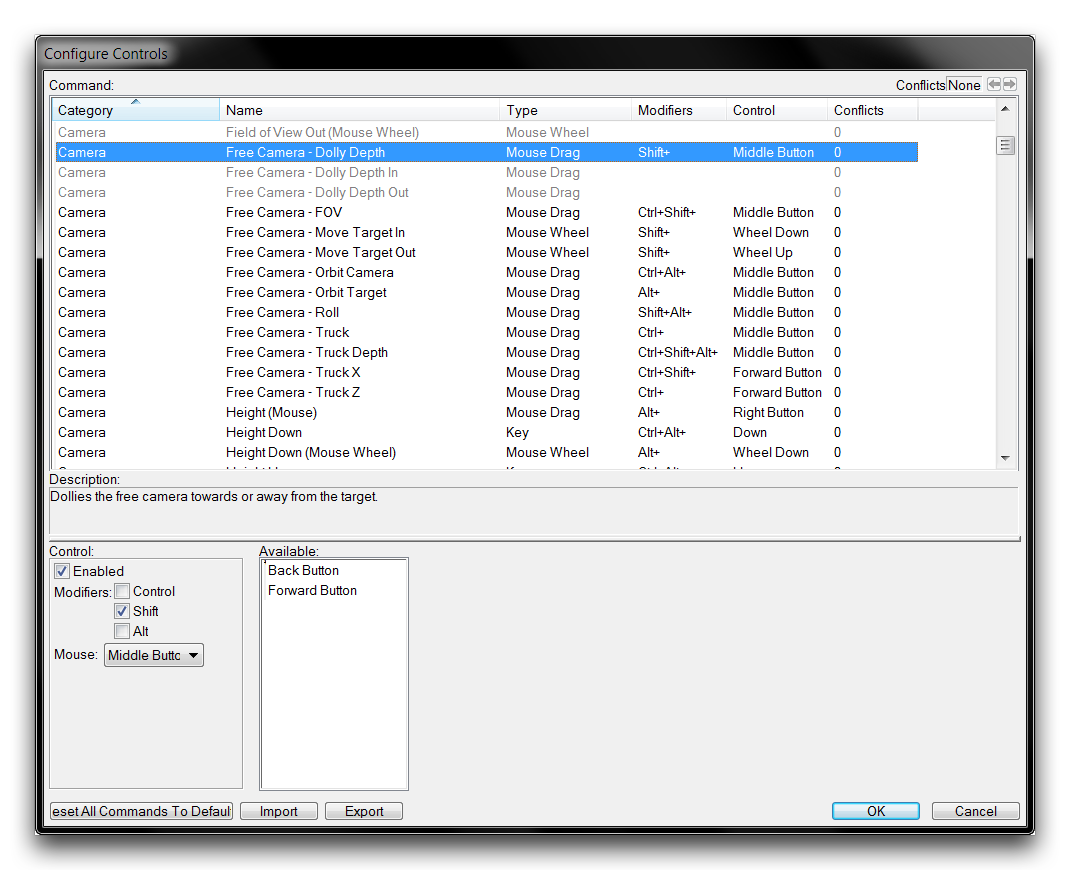 Configure Controls
Command: Conflicts None
Category Name Type Modifiers Control Conflicts
Camera Field of View Out (Mouse Wheel) Mouse Wheel 0
Camera Free Camera - Dolly Depth Mouse Drag Shift+ Middle Button 0
Camera Free Camera - Dolly Depth In Mouse Drag 0
Camera Free Camera - Dolly Depth Out Mouse Drag 0
Camera Free Camera - FOV Mouse Drag Ctrl+Shift+ Middle Button 0
Camera Free Camera - Move Target In Mouse Wheel Shift+ Wheel Down 0
Camera Free Camera - Move Target Out Mouse Wheel Shift+ Wheel Up 0
Camera Free Camera - Orbit Camera Mouse Drag Ctrl+Alt+ Middle Button 0
Camera Free Camera - Orbit Target Mouse Drag Alt+ Middle Button 0
Camera Free Camera - Roll Mouse Drag Shift+Alt+ Middle Button 0
Camera Free Camera - Truck Mouse Drag Ctrl+ Middle Button 0
Camera Free Camera - Truck Depth Mouse Drag Ctrl+Shift+Alt+ Middle Button 0
Camera Free Camera - Truck X Mouse Drag Ctrl+Shift+ Forward Button 0
Camera Free Camera - Truck Z Mouse Drag Ctrl+ Forward Button 0
Camera Height (Mouse) Mouse Drag Alt+ Right Button 0
Camera Height Down Key Ctrl+Alt+ Down 0
Camera Height Down (Mouse Wheel) Mouse Wheel Alt+ Wheel Down 0
Description:
Dollies the free camera towards or away from the target.
Control: Available:
Enabled Back Button
Modifiers: Control Forward Button
Shift
Alt
Mouse: Middle Buttc
eset All Commands To Defaul Import Export OK Cancel